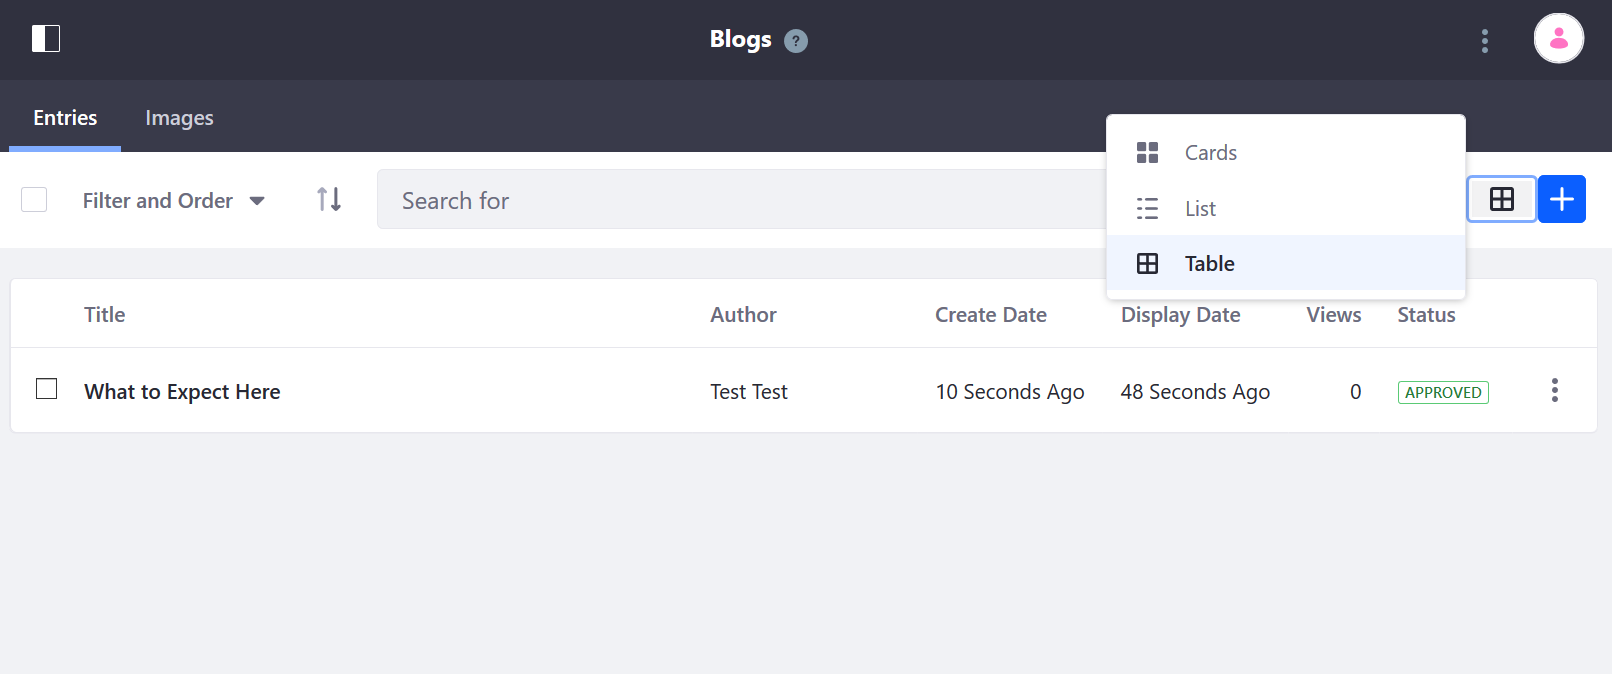 Blogs ?
Entries Images
Cards
Filter and Order Search for List
Table
Title Author Create Date Display Date Views Status
What to Expect Here Test Test 10 Seconds Ago 48 Seconds Ago 0 APPROVED